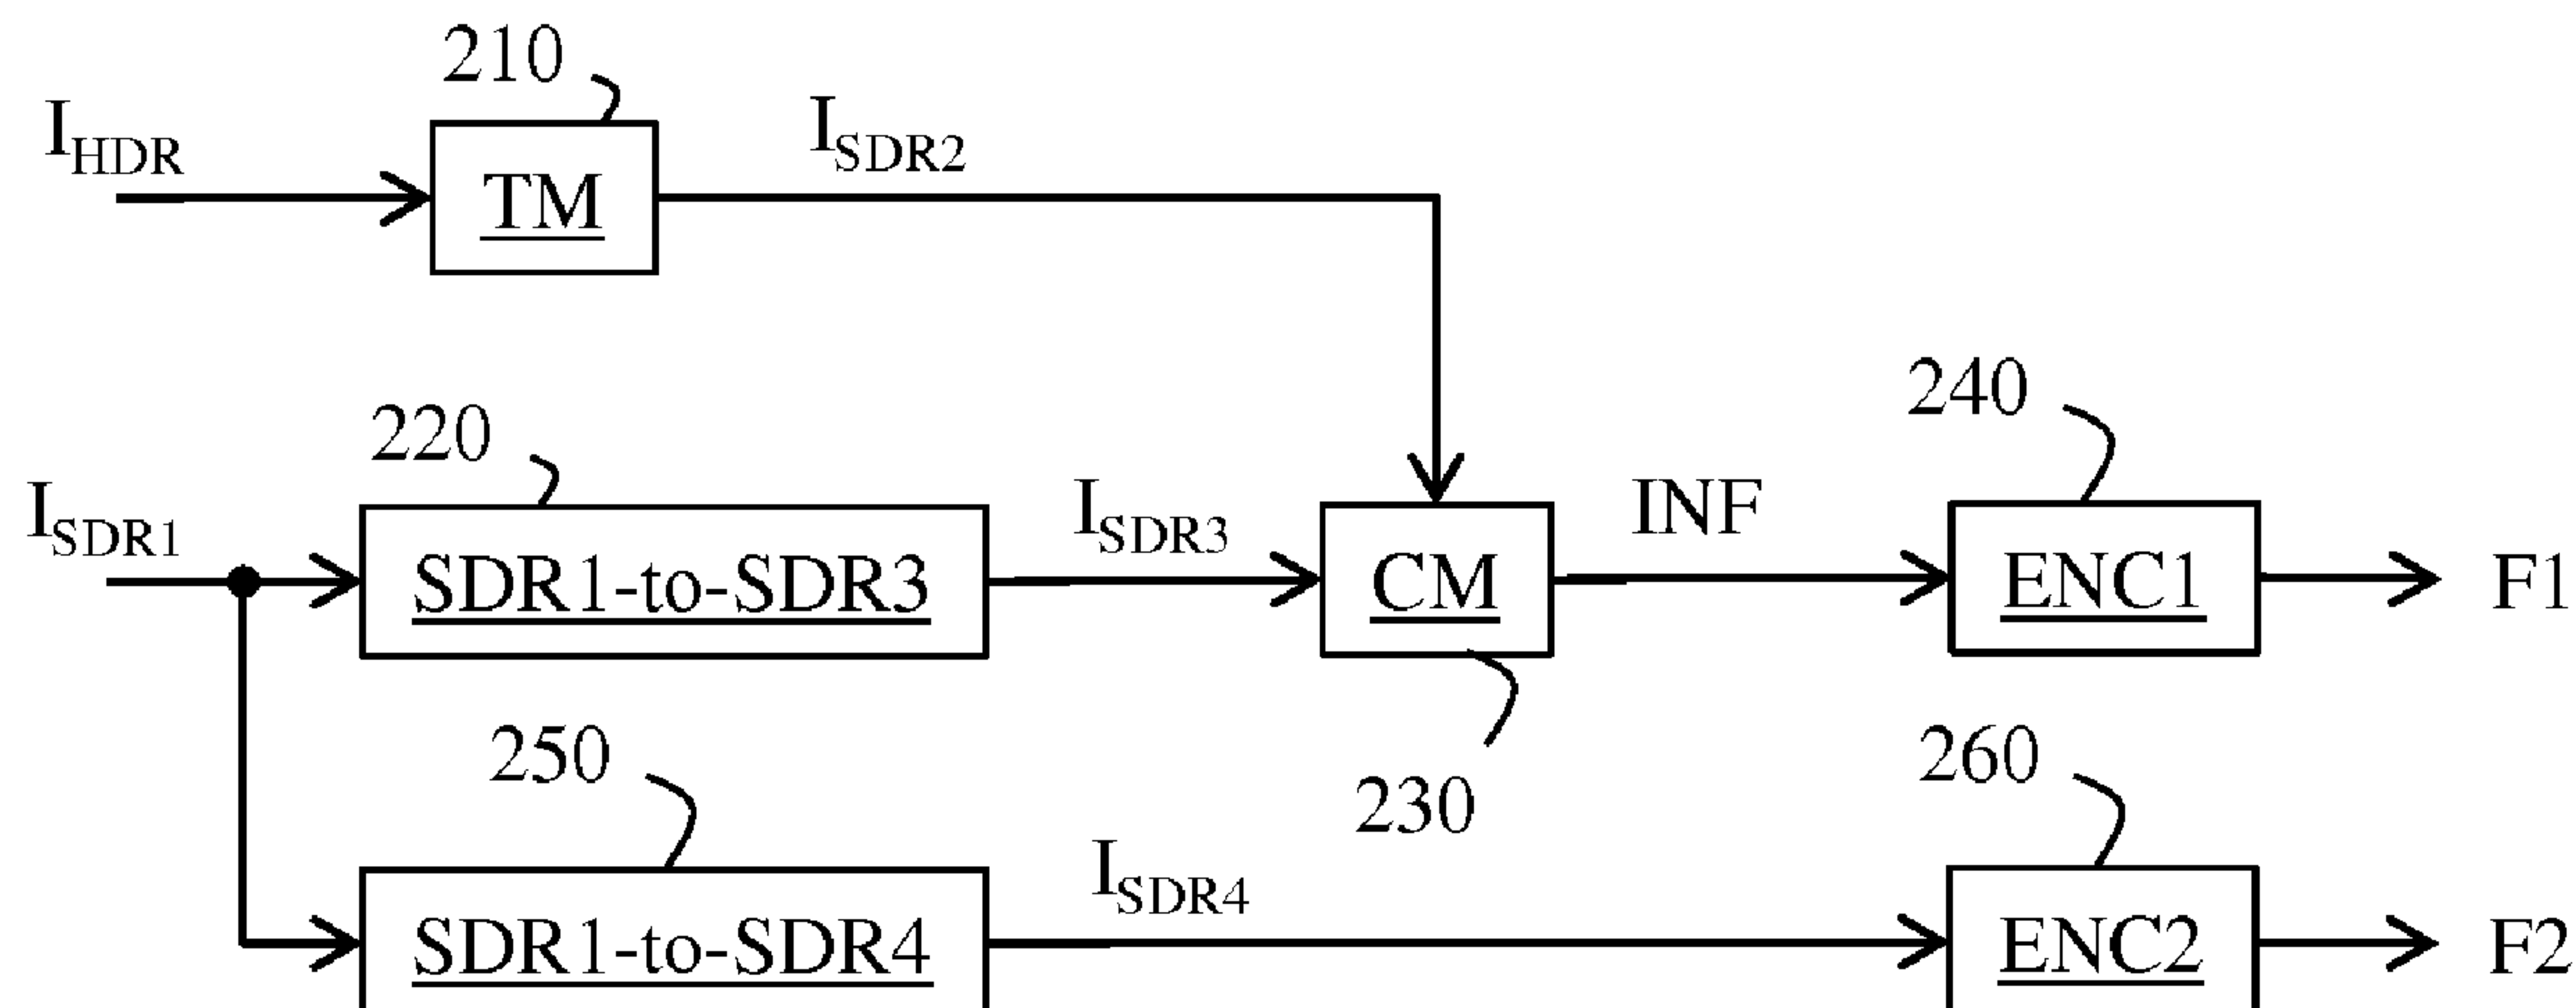 210
I_HDR
TM
I_SDR2
240
220
I_SDR1
SDR1-to-SDR3
I_SDR3
CM
INF
ENC1
F1
250
230
260
SDR1-to-SDR4
I_SDR4
ENC2
F2